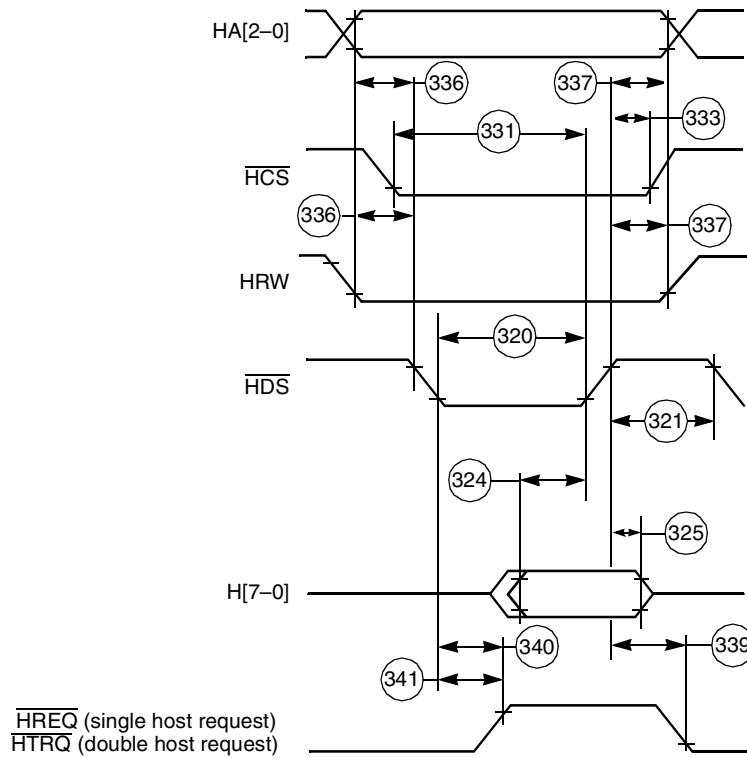 HA[2–0]
336
337
333
331
HCS
336
337
HRW
320
HDS
321
324
325
H[7–0]
340
339
341
HREQ (single host request)
HTRQ (double host request)